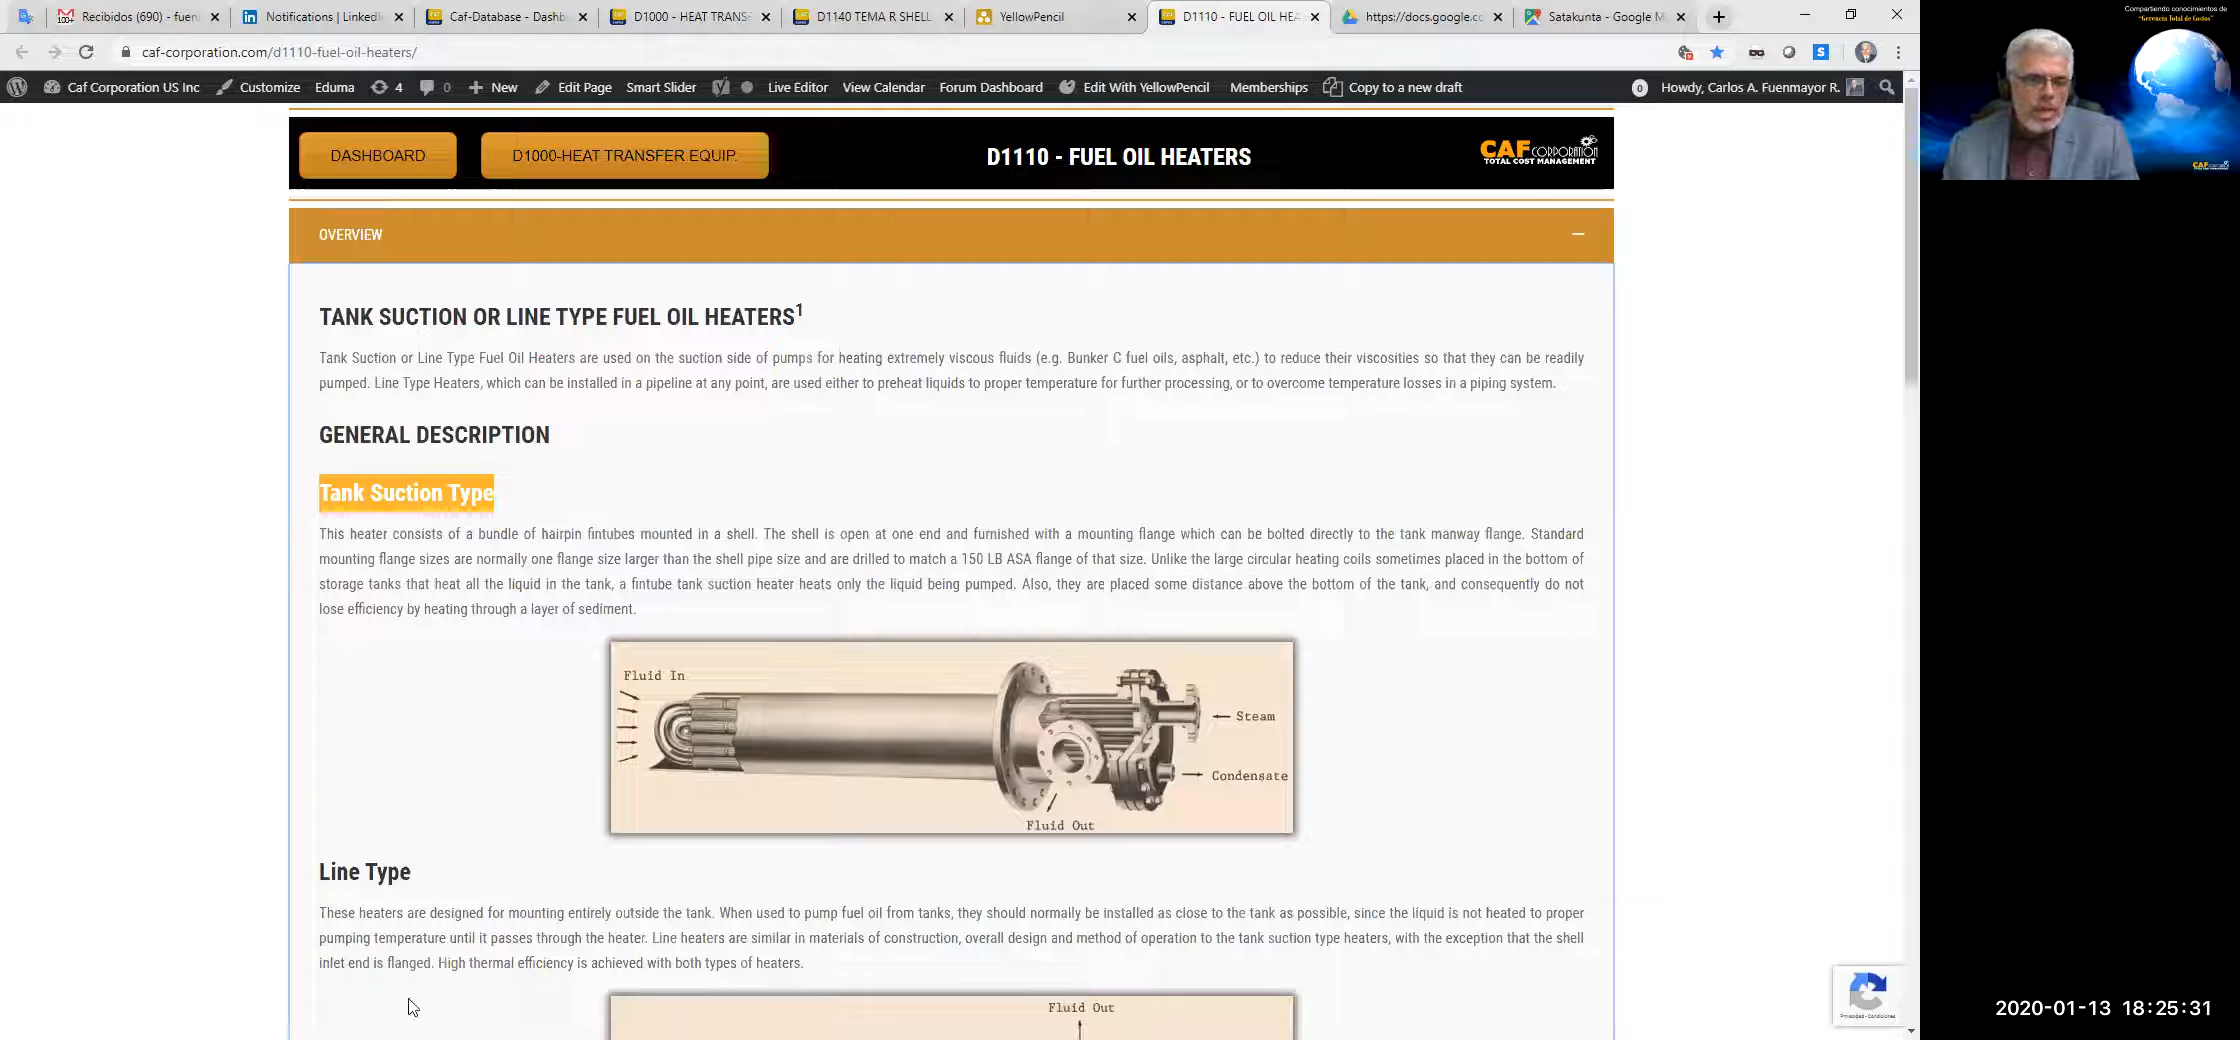 Recibidos (690) - fuen
Notifications | LinkedI
Caf-Database - Dashb
D1000 - HEAT TRANS
D1140 TEMA R SHELL
YellowPencil
D1110 - FUEL OIL HEA
https://docs.google.cc
Satakunta - Google M
caf-corporation.com/d1110-fuel-oil-heaters/
Caf Corporation US Inc Customize Eduma 4 0 New Edit Page Smart Slider Live Editor View Calendar Forum Dashboard Edit With YellowPencil Memberships Copy to a new draft 0 Howdy, Carlos A. Fuenmayor R.
DASHBOARD
D1000-HEAT TRANSFER EQUIP.
D1110 - FUEL OIL HEATERS
CAF CORPORATION
TOTAL COST MANAGEMENT
OVERVIEW
TANK SUCTION OR LINE TYPE FUEL OIL HEATERS1
Tank Suction or Line Type Fuel Oil Heaters are used on the suction side of pumps for heating extremely viscous fluids (e.g. Bunker C fuel oils, asphalt, etc.) to reduce their viscosities so that they can be readily
pumped. Line Type Heaters, which can be installed in a pipeline at any point, are used either to preheat liquids to proper temperature for further processing, or to overcome temperature losses in a piping system.
GENERAL DESCRIPTION
Tank Suction Type
This heater consists of a bundle of hairpin fintubes mounted in a shell. The shell is open at one end and furnished with a mounting flange which can be bolted directly to the tank manway flange. Standard
mounting flange sizes are normally one flange size larger than the shell pipe size and are drilled to match a 150 LB ASA flange of that size. Unlike the large circular heating coils sometimes placed in the bottom of
storage tanks that heat all the liquid in the tank, a fintube tank suction heater heats only the liquid being pumped. Also, they are placed some distance above the bottom of the tank, and consequently do not
lose efficiency by heating through a layer of sediment.
Fluid In
Steam
Condensate
Fluid Out
Line Type
These heaters are designed for mounting entirely outside the tank. When used to pump fuel oil from tanks, they should normally be installed as close to the tank as possible, since the liquid is not heated to proper
pumping temperature until it passes through the heater. Line heaters are similar in materials of construction, overall design and method of operation to the tank suction type heaters, with the exception that the shell
inlet end is flanged. High thermal efficiency is achieved with both types of heaters.
Fluid Out
Privacidad - Condiciones
Compartiendo conocimientos de
"Gerencia Total de Costos"
2020-01-13 18:25:31